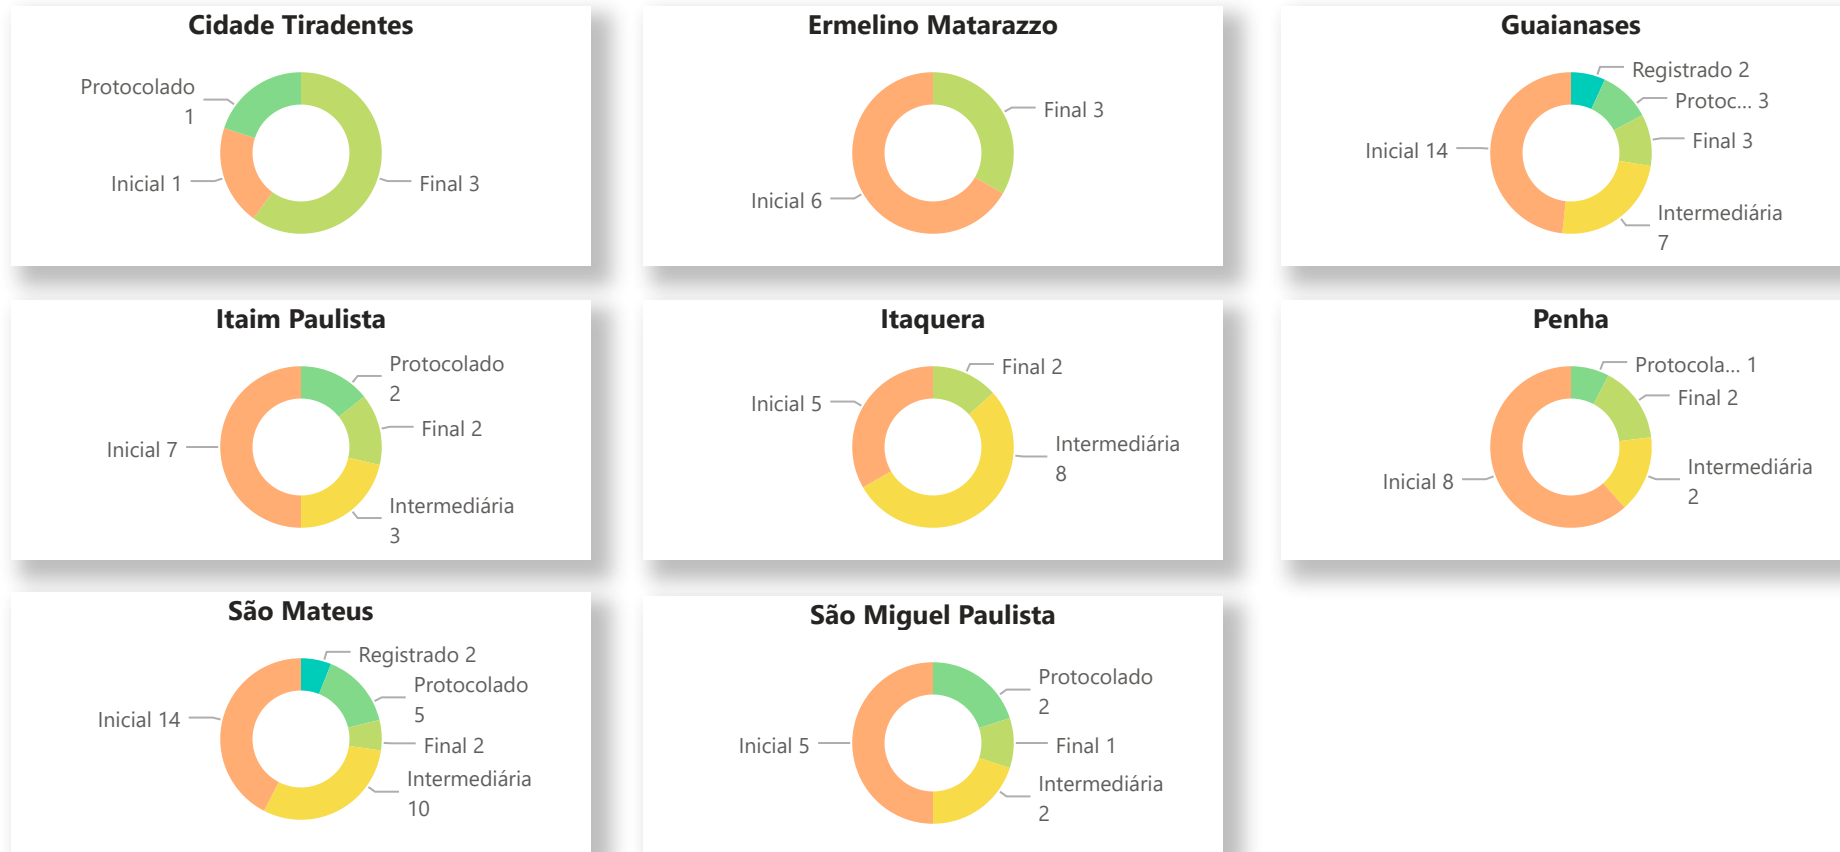 Cidade Tiradentes
Protocolado
1
Inicial 1
Final 3
Ermelino Matarazzo
Final 3
Inicial 6
Guaianases
Registrado 2
Protoc... 3
Final 3
Inicial 14
Intermediária
7
Itaim Paulista
Protocolado
2
Final 2
Inicial 7
Intermediária
3
Itaquera
Final 2
Inicial 5
Intermediária
8
Penha
Protocola... 1
Final 2
Intermediária
2
Inicial 8
São Mateus
Registrado 2
Protocolado
5
Inicial 14
Final 2
Intermediária
10
São Miguel Paulista
Protocolado
2
Inicial 5
Final 1
Intermediária
2